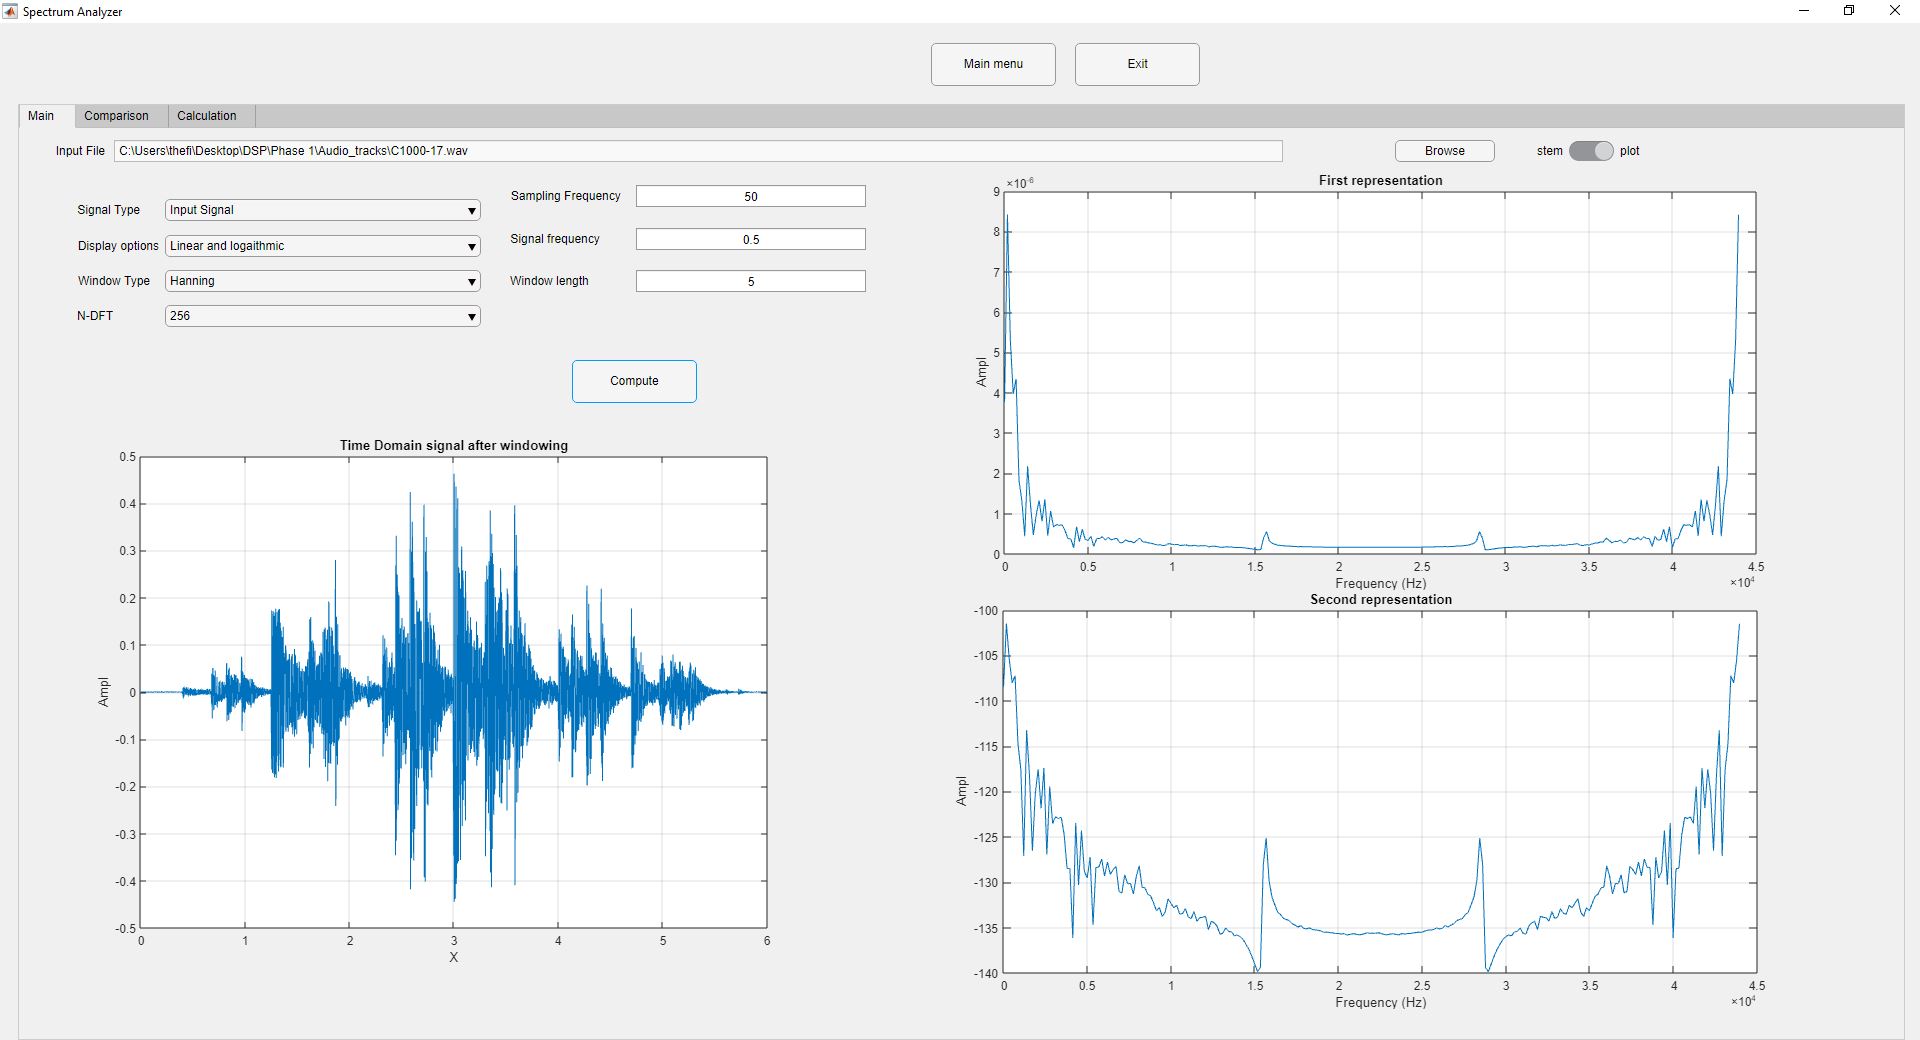 Spectrum Analyzer
Main menu Exit
Main Comparison Calculation
Input File C:\Users\thefi\Desktop\DSP\Phase 1\Audio_tracks\C1000-17.wav Browse stem plot
Signal Type Input Signal
Display options Linear and logaithmic
Window Type Hanning
N-DFT 256
Sampling Frequency 50
Signal frequency 0.5
Window length 5
Compute
Time Domain signal after windowing
0.5
0.4
0.3
0.2
0.1
0
-0.1
-0.2
-0.3
-0.4
-0.5
Ampl
0 1 2 3 4 5 6
X
First representation
×10⁻⁶
9
8
7
6
5
4
3
2
1
0
Ampl
0 0.5 1 1.5 2 2.5 3 3.5 4 4.5
Frequency (Hz) ×10⁴
Second representation
-100
-105
-110
-115
-120
-125
-130
-135
-140
Ampl
0 0.5 1 1.5 2 2.5 3 3.5 4 4.5
Frequency (Hz) ×10⁴